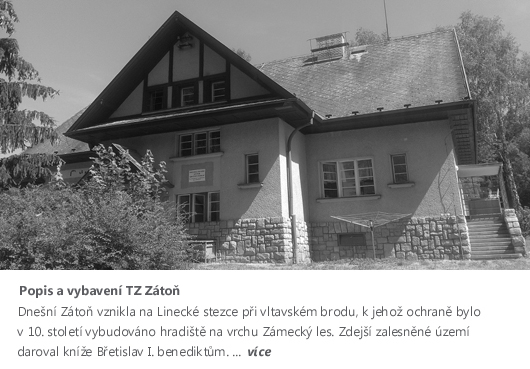 Popis a vybavení TZ Zátoň
Dnešní Zátoň vznikla na Linecké stezce při vltavském brodu, k jehož ochraně bylo
v 10. století vybudováno hradiště na vrchu Zámecký les. Zdejší zalesněné území
daroval kníže Břetislav I. benediktům. ... více